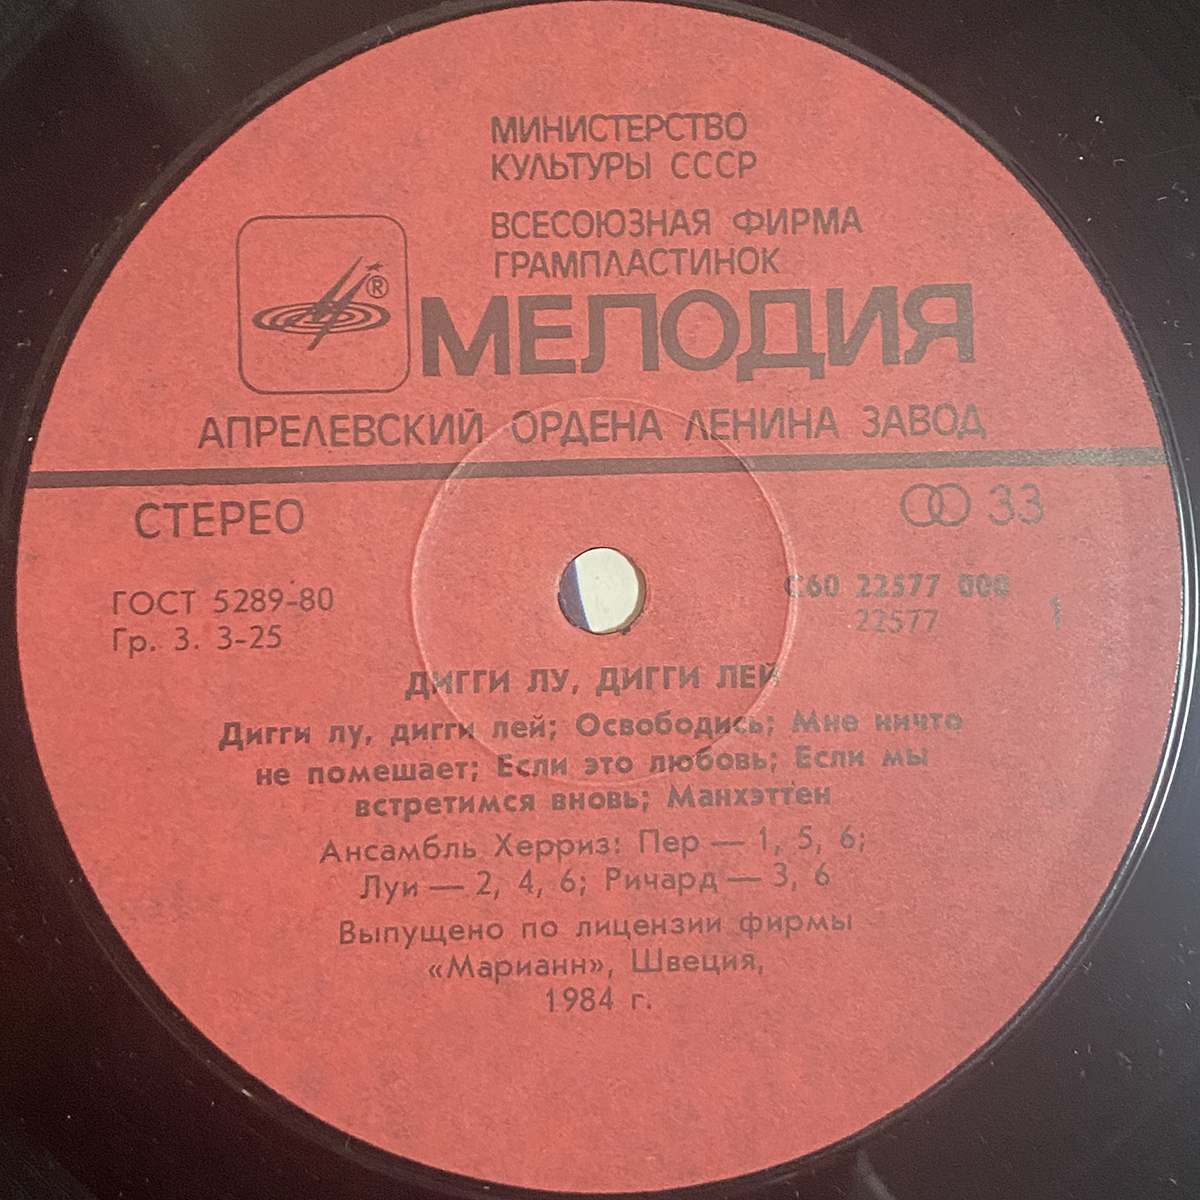 МИНИСТЕРСТВО
КУЛЬТУРЫ СССР
ВСЕСОЮЗНАЯ ФИРМА
ГРАМПЛАСТИНОК
®
МЕЛОДИЯ
АПРЕЛЕВСКИЙ ОРДЕНА ЛЕНИНА ЗАВОД
СТЕРЕО
33
ГОСТ 5289-80
Гр. 3. 3-25
С60 22577 000
22577
1
ДИГГИ ЛУ, ДИГГИ ЛЕЙ
Дигги лу, дигги лей; Освободись; Мне ничто
не помешает; Если это любовь; Если мы
встретимся вновь; Манхэттен
Ансамбль Херриз: Пер — 1, 5, 6;
Луи — 2, 4, 6; Ричард — 3, 6
Выпущено по лицензии фирмы
«Марианн», Швеция,
1984 г.